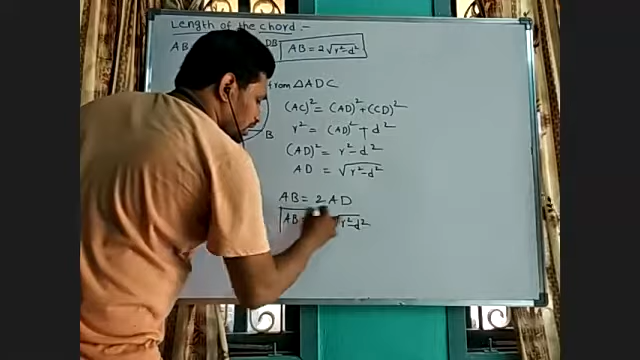 Length of the chord -
AB
DB
AB = 2√r²-d²
from △ADC
(AC)² = (AD)² + (CD)²
B
r² = (AD)² + d²
(AD)² = r² - d²
AD = √r²-d²
AB = 2AD
AB = √r²-d²